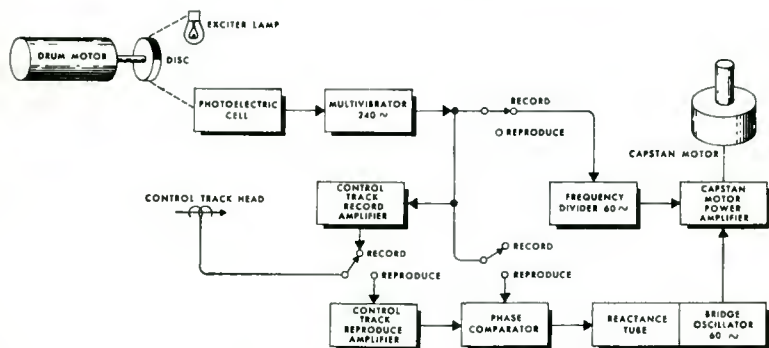 EXCITER LAMP
DRUM MOTOR
DISC
PHOTOELECTRIC
CELL
MULTIVIBRATOR
240 ~
RECORD
REPRODUCE
CAPSTAN MOTOR
CONTROL TRACK HEAD
CONTROL
TRACK
RECORD
AMPLIFIER
FREQUENCY
DIVIDER 60 ~
CAPSTAN
MOTOR
POWER
AMPLIFIER
RECORD
REPRODUCE
RECORD
REPRODUCE
CONTROL
TRACK
REPRODUCE
AMPLIFIER
PHASE
COMPARATOR
REACTANCE
TUBE
BRIDGE
OSCILLATOR
60 ~